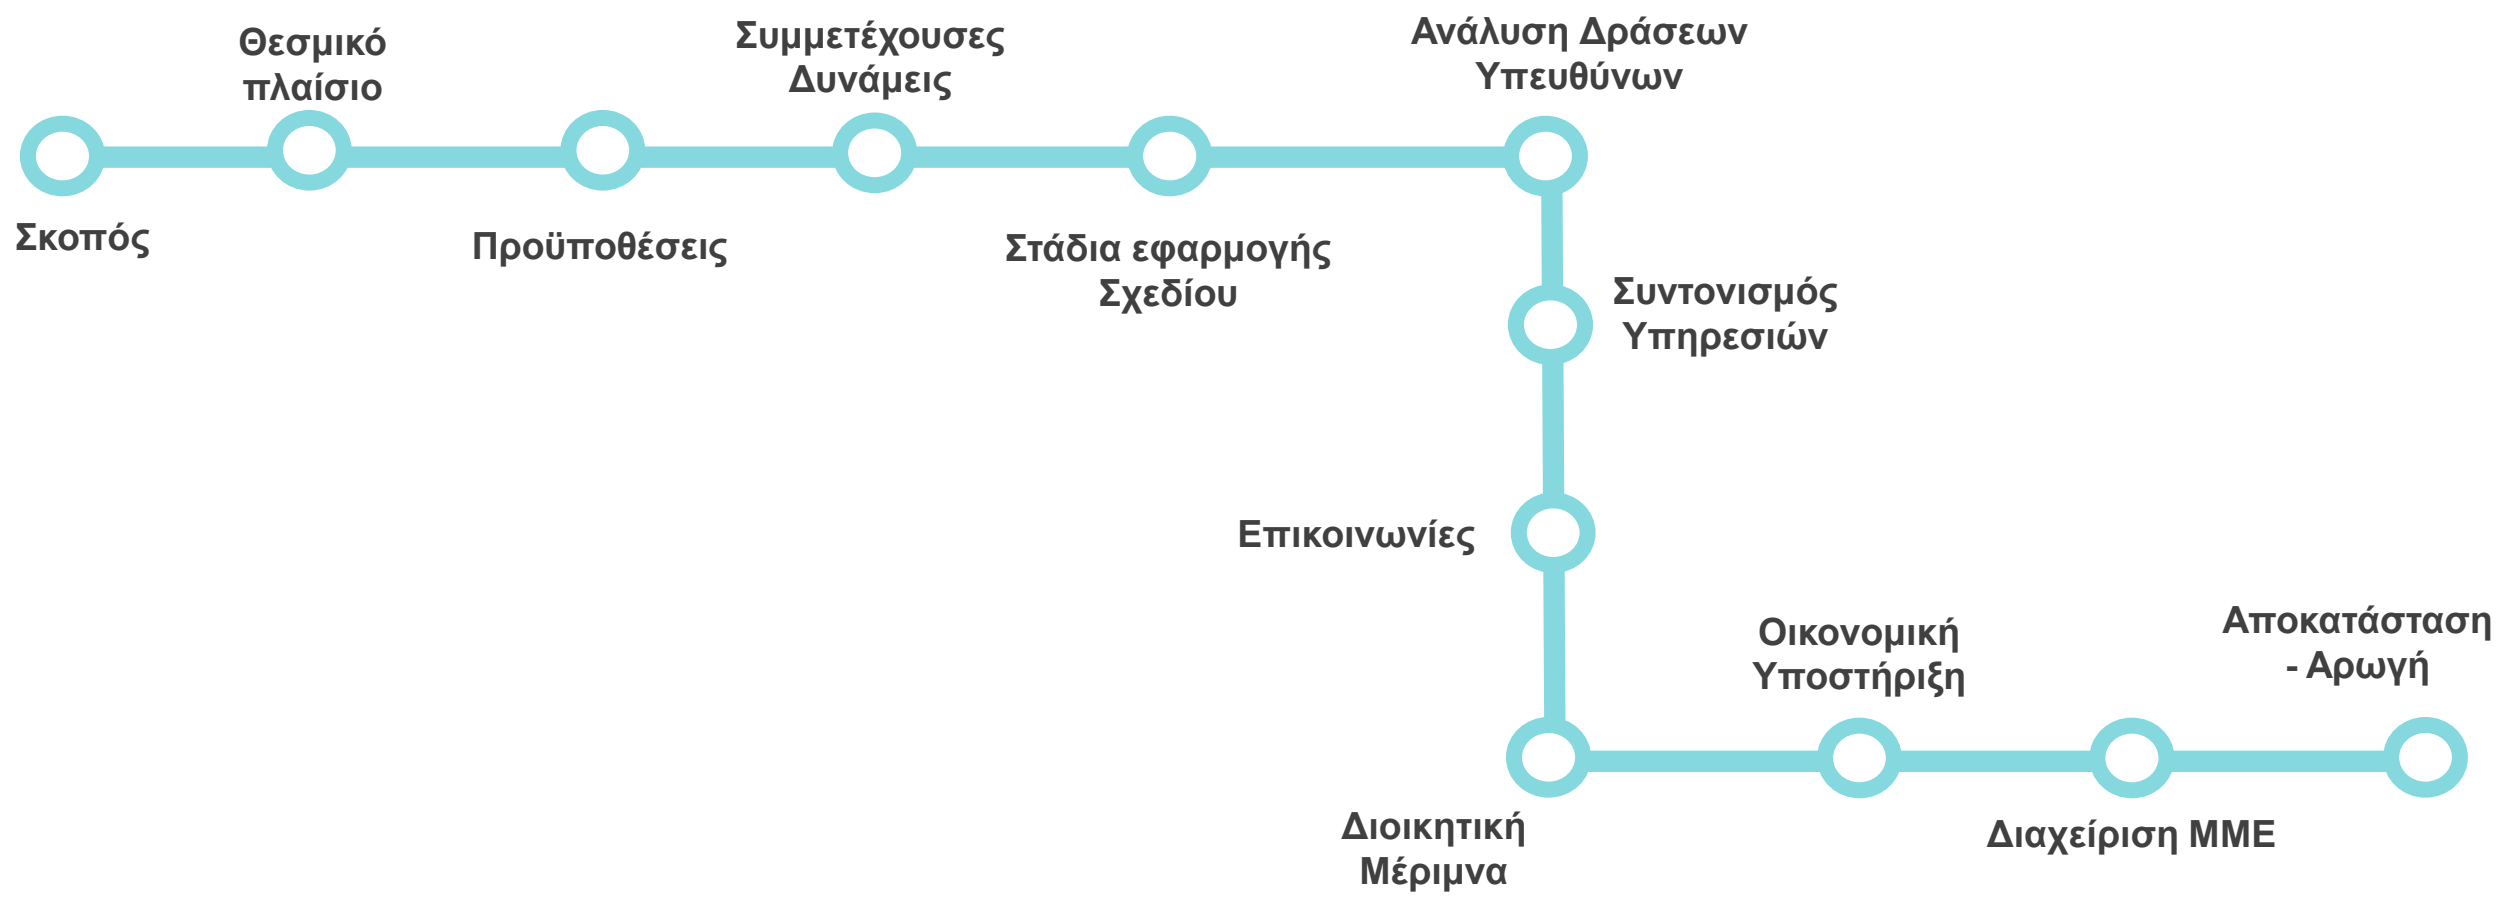 Σκοπός
Θεσμικό
πλαίσιο
Προϋποθέσεις
Συμμετέχουσες
Δυνάμεις
Στάδια εφαρμογής
Σχεδίου
Ανάλυση Δράσεων
Υπευθύνων
Συντονισμός
Υπηρεσιών
Επικοινωνίες
Διοικητική
Μέριμνα
Οικονομική
Υποστήριξη
Διαχείριση ΜΜΕ
Αποκατάσταση
- Αρωγή